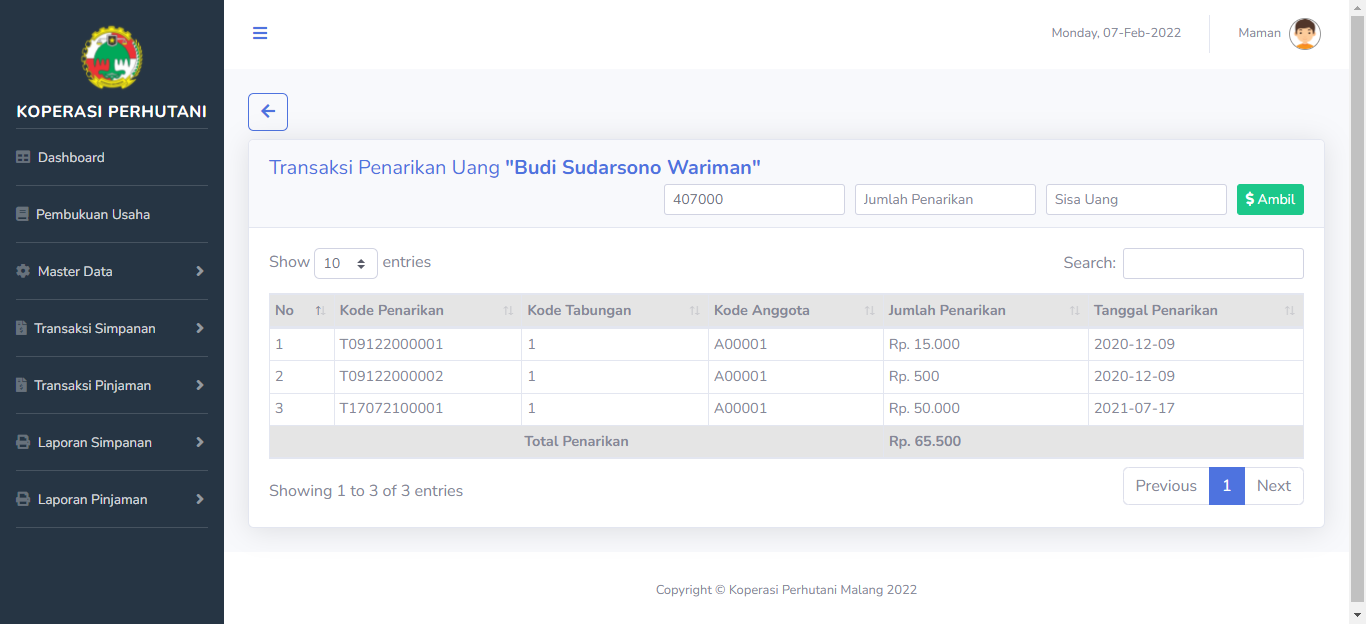 KOPERASI PERHUTANI
Dashboard
Pembukuan Usaha
Master Data
Transaksi Simpanan
Transaksi Pinjaman
Laporan Simpanan
Laporan Pinjaman
Monday, 07-Feb-2022 Maman
Transaksi Penarikan Uang "Budi Sudarsono Wariman"
407000 Jumlah Penarikan Sisa Uang $ Ambil
Show 10 entries Search:
No Kode Penarikan Kode Tabungan Kode Anggota Jumlah Penarikan Tanggal Penarikan
1 T09122000001 1 A00001 Rp. 15.000 2020-12-09
2 T09122000002 1 A00001 Rp. 500 2020-12-09
3 T17072100001 1 A00001 Rp. 50.000 2021-07-17
Total Penarikan Rp. 65.500
Showing 1 to 3 of 3 entries Previous 1 Next
Copyright © Koperasi Perhutani Malang 2022